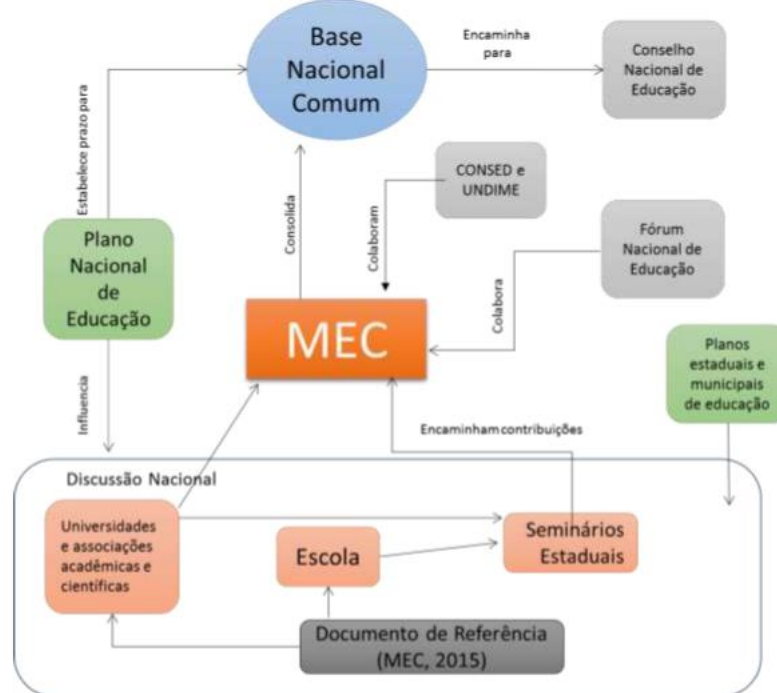 Base
Nacional
Comum
Encaminha
para
Conselho
Nacional de
Educação
Estabelece prazo para
Consolida
CONSED e
UNDIME
Colaboram
Plano
Nacional
de
Educação
Fórum
Nacional de
Educação
Colabora
MEC
Planos
estaduais e
municipais
de educação
Influencia
Encaminham contribuições
Discussão Nacional
Universidades
e associações
acadêmicas e
científicas
Escola
Seminários
Estaduais
Documento de Referência
(MEC, 2015)